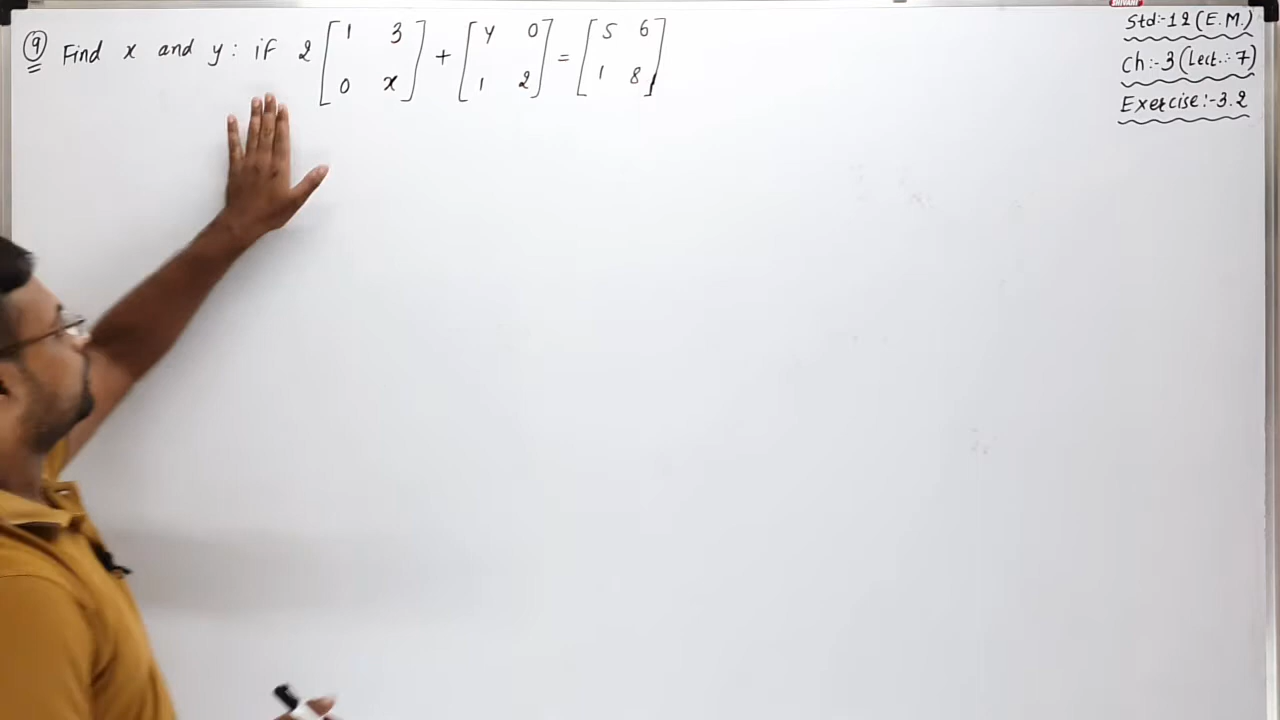 SHIVANI
Std:-12 (E.M.)
Ch:-3 (Lect.:- 7)
Exercise:-3.2
9 Find x and y: if 2 [1 3 + [y 0 = [5 6
0 x] 1 2] 1 8]